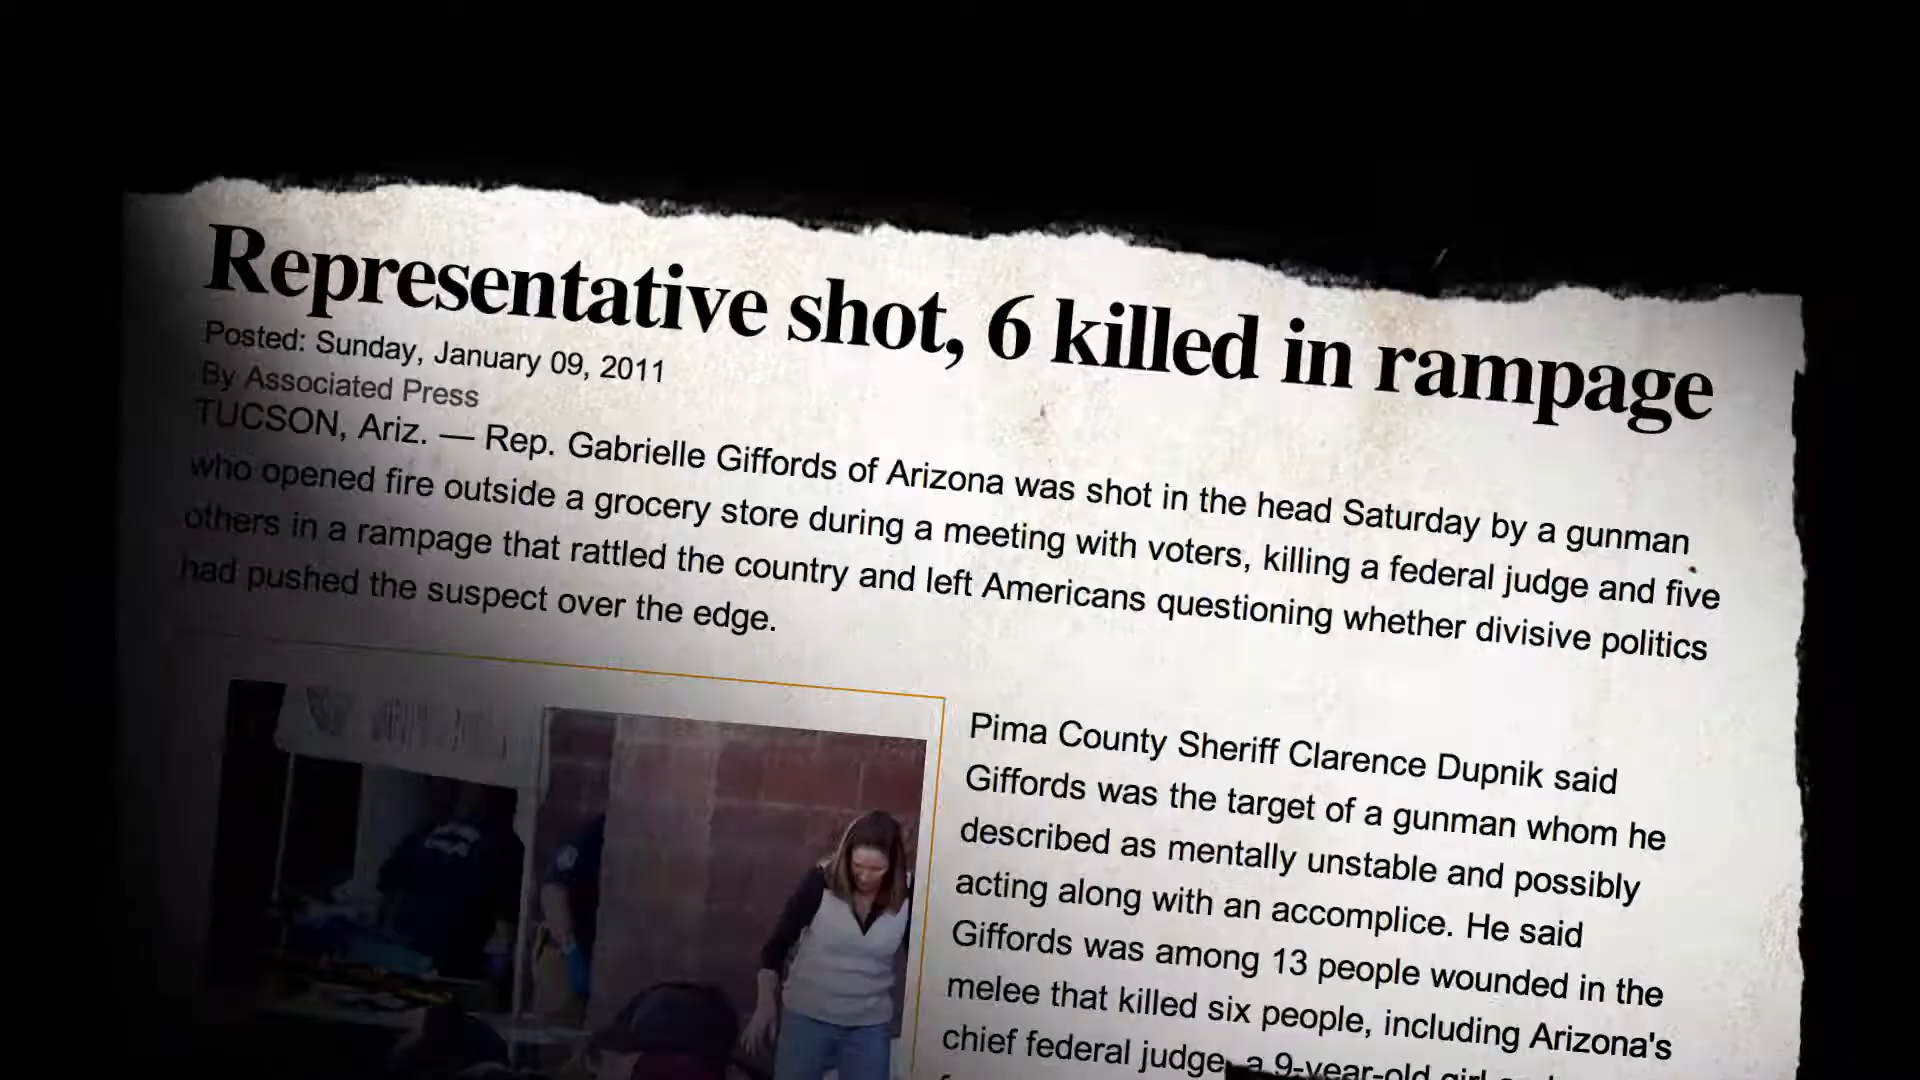 Representative shot, 6 killed in rampage
Posted: Sunday, January 09, 2011
By Associated Press
TUCSON, Ariz. — Rep. Gabrielle Giffords of Arizona was shot in the head Saturday by a gunman
who opened fire outside a grocery store during a meeting with voters, killing a federal judge and five
others in a rampage that rattled the country and left Americans questioning whether divisive politics
had pushed the suspect over the edge.
Pima County Sheriff Clarence Dupnik said
Giffords was the target of a gunman whom he
described as mentally unstable and possibly
acting along with an accomplice. He said
Giffords was among 13 people wounded in the
melee that killed six people, including Arizona's
chief federal judge, a 9-year-old girl